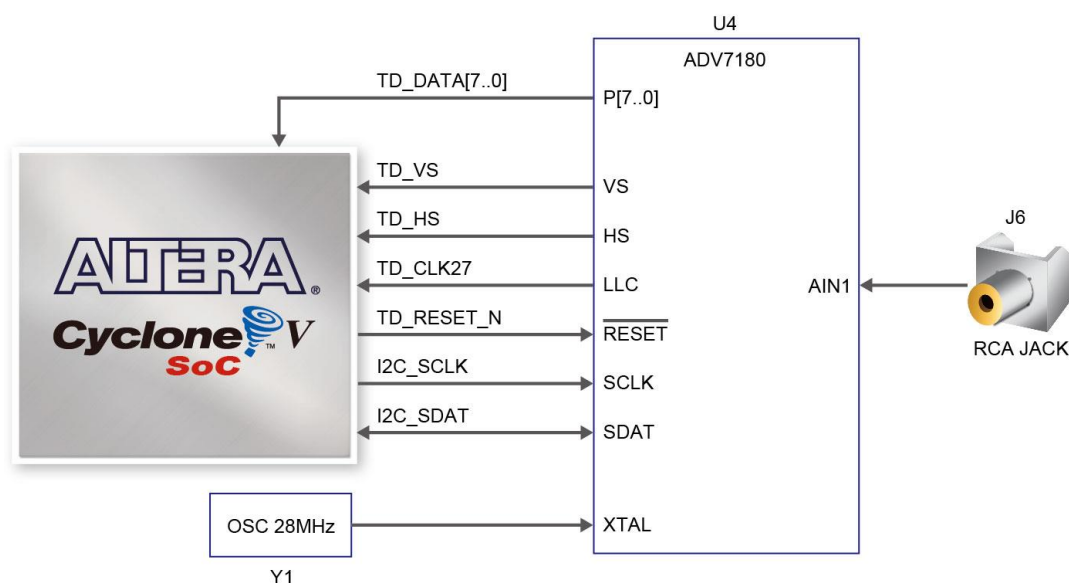 U4
ADV7180
TD_DATA[7..0]
P[7..0]
TD_VS
VS
TD_HS
HS
J6
TD_CLK27
LLC
AIN1
TD_RESET_N
RESET
RCA JACK
I2C_SCLK
SCLK
I2C_SDAT
SDAT
ALTERA®
Cyclone™ V
SoC
OSC 28MHz
XTAL
Y1